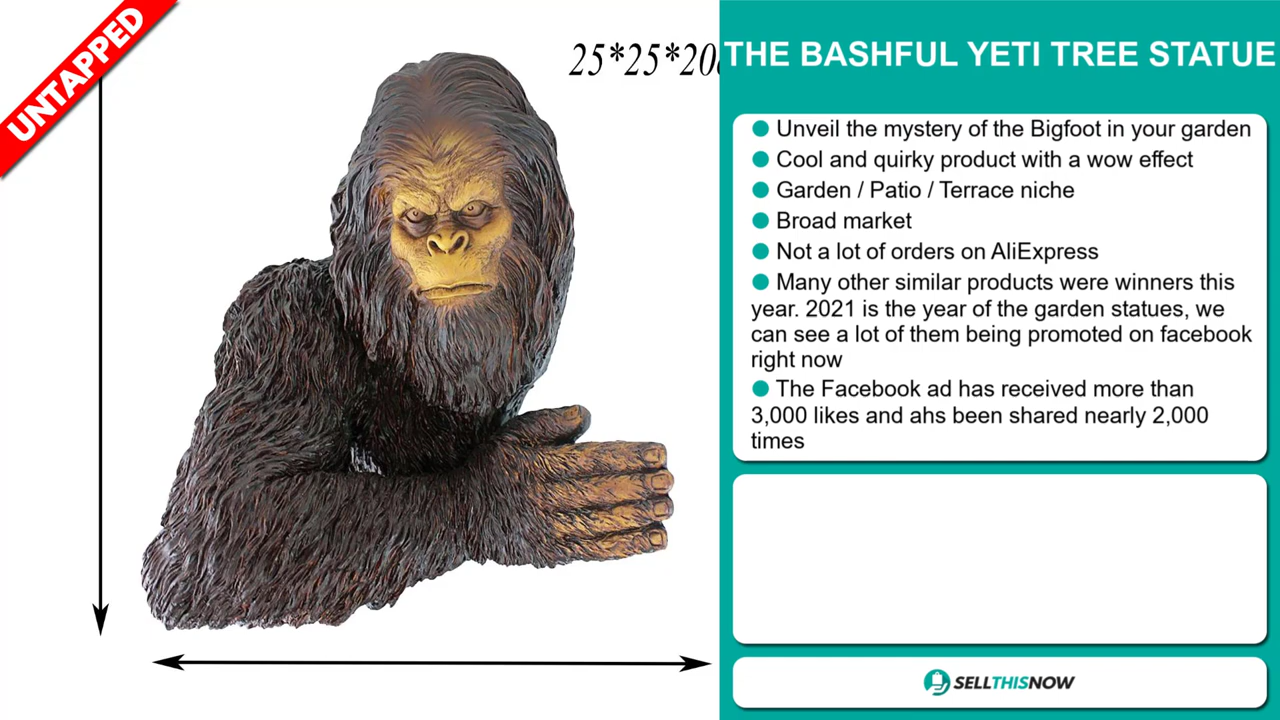 UNTAPPED
25*25*20
THE BASHFUL YETI TREE STATUE
Unveil the mystery of the Bigfoot in your garden
Cool and quirky product with a wow effect
Garden / Patio / Terrace niche
Broad market
Not a lot of orders on AliExpress
Many other similar products were winners this
year. 2021 is the year of the garden statues, we
can see a lot of them being promoted on facebook
right now
The Facebook ad has received more than
3,000 likes and ahs been shared nearly 2,000
times
SELLTHISNOW